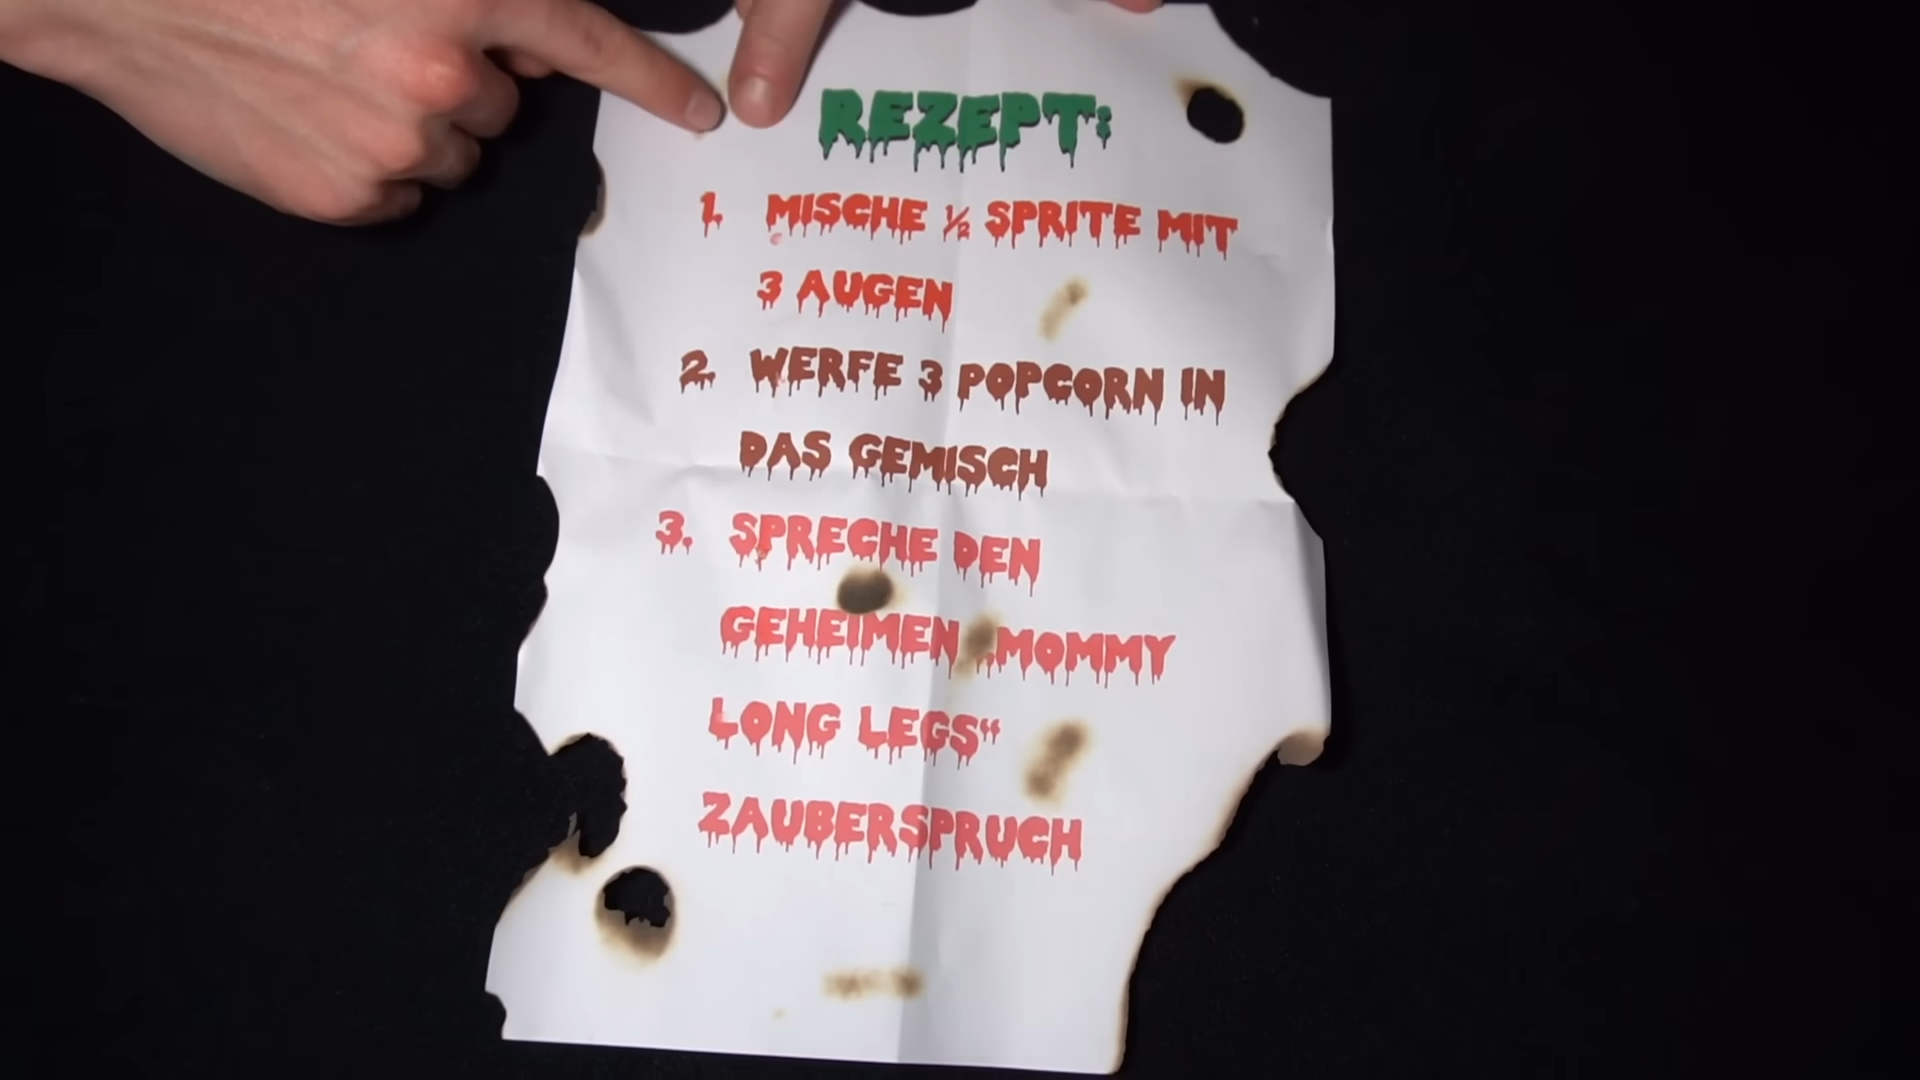 REZEPT:
1. MISCHE ½ SPRITE MIT
3 AUGEN
2. WERFE 3 POPCORN IN
DAS GEMISCH
3. SPRECHE DEN
GEHEIMEN „MOMMY
LONG LEGS“
ZAUBERSPRUCH